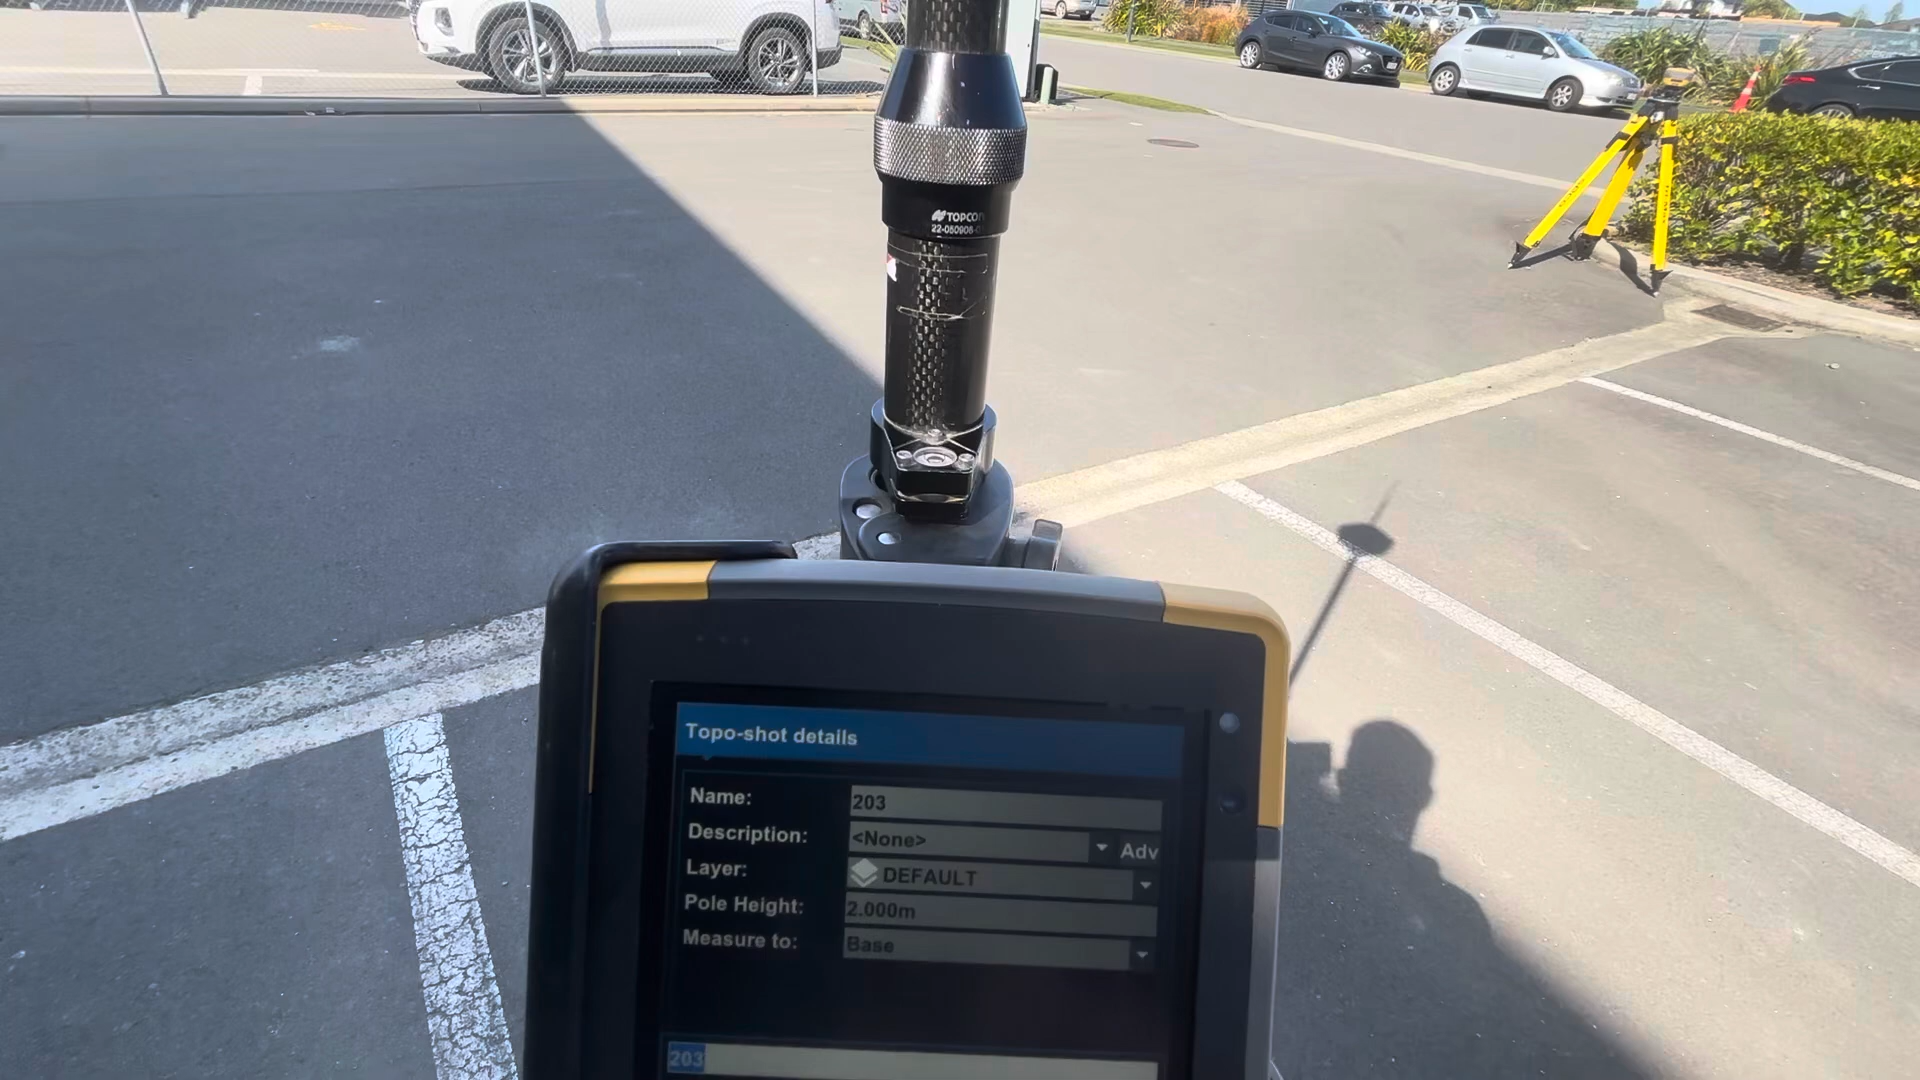 TOPCON
Topo-shot details
Name: 203
Description: <None> Adv
Layer: DEFAULT
Pole Height: 2.000m
Measure to: Base
203